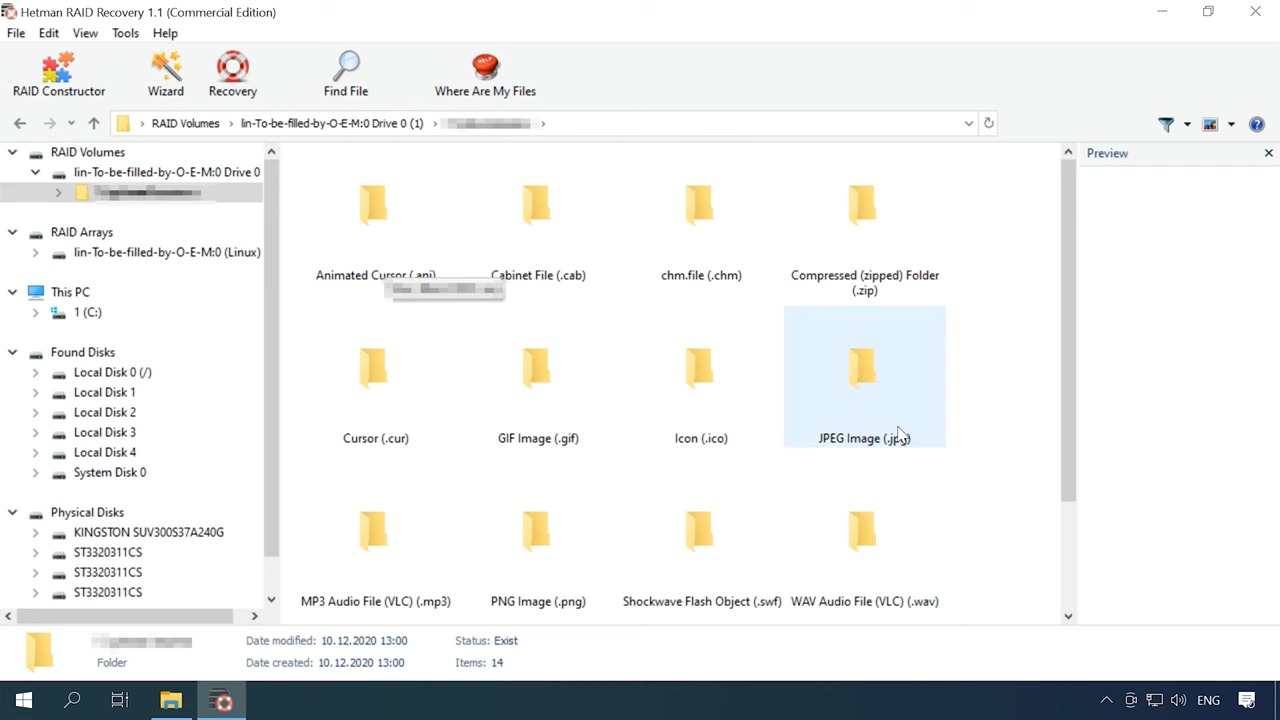 Hetman RAID Recovery 1.1 (Commercial Edition)
File Edit View Tools Help
RAID Constructor Wizard Recovery Find File Where Are My Files
RAID Volumes lin-To-be-filled-by-O-E-M:0 Drive 0 (1)
RAID Volumes
lin-To-be-filled-by-O-E-M:0 Drive 0
RAID Arrays
lin-To-be-filled-by-O-E-M:0 (Linux)
This PC
1 (C:)
Found Disks
Local Disk 0 (/)
Local Disk 1
Local Disk 2
Local Disk 3
Local Disk 4
System Disk 0
Physical Disks
KINGSTON SUV300S37A240G
ST3320311CS
ST3320311CS
ST3320311CS
Animated Cursor (.ani) Cabinet File (.cab) chm.file (.chm) Compressed (zipped) Folder
(.zip)
Cursor (.cur) GIF Image (.gif) Icon (.ico) JPEG Image (.jpg)
MP3 Audio File (VLC) (.mp3) PNG Image (.png) Shockwave Flash Object (.swf) WAV Audio File (VLC) (.wav)
Preview
Date modified: 10.12.2020 13:00 Status: Exist
Folder Date created: 10.12.2020 13:00 Items: 14
ENG